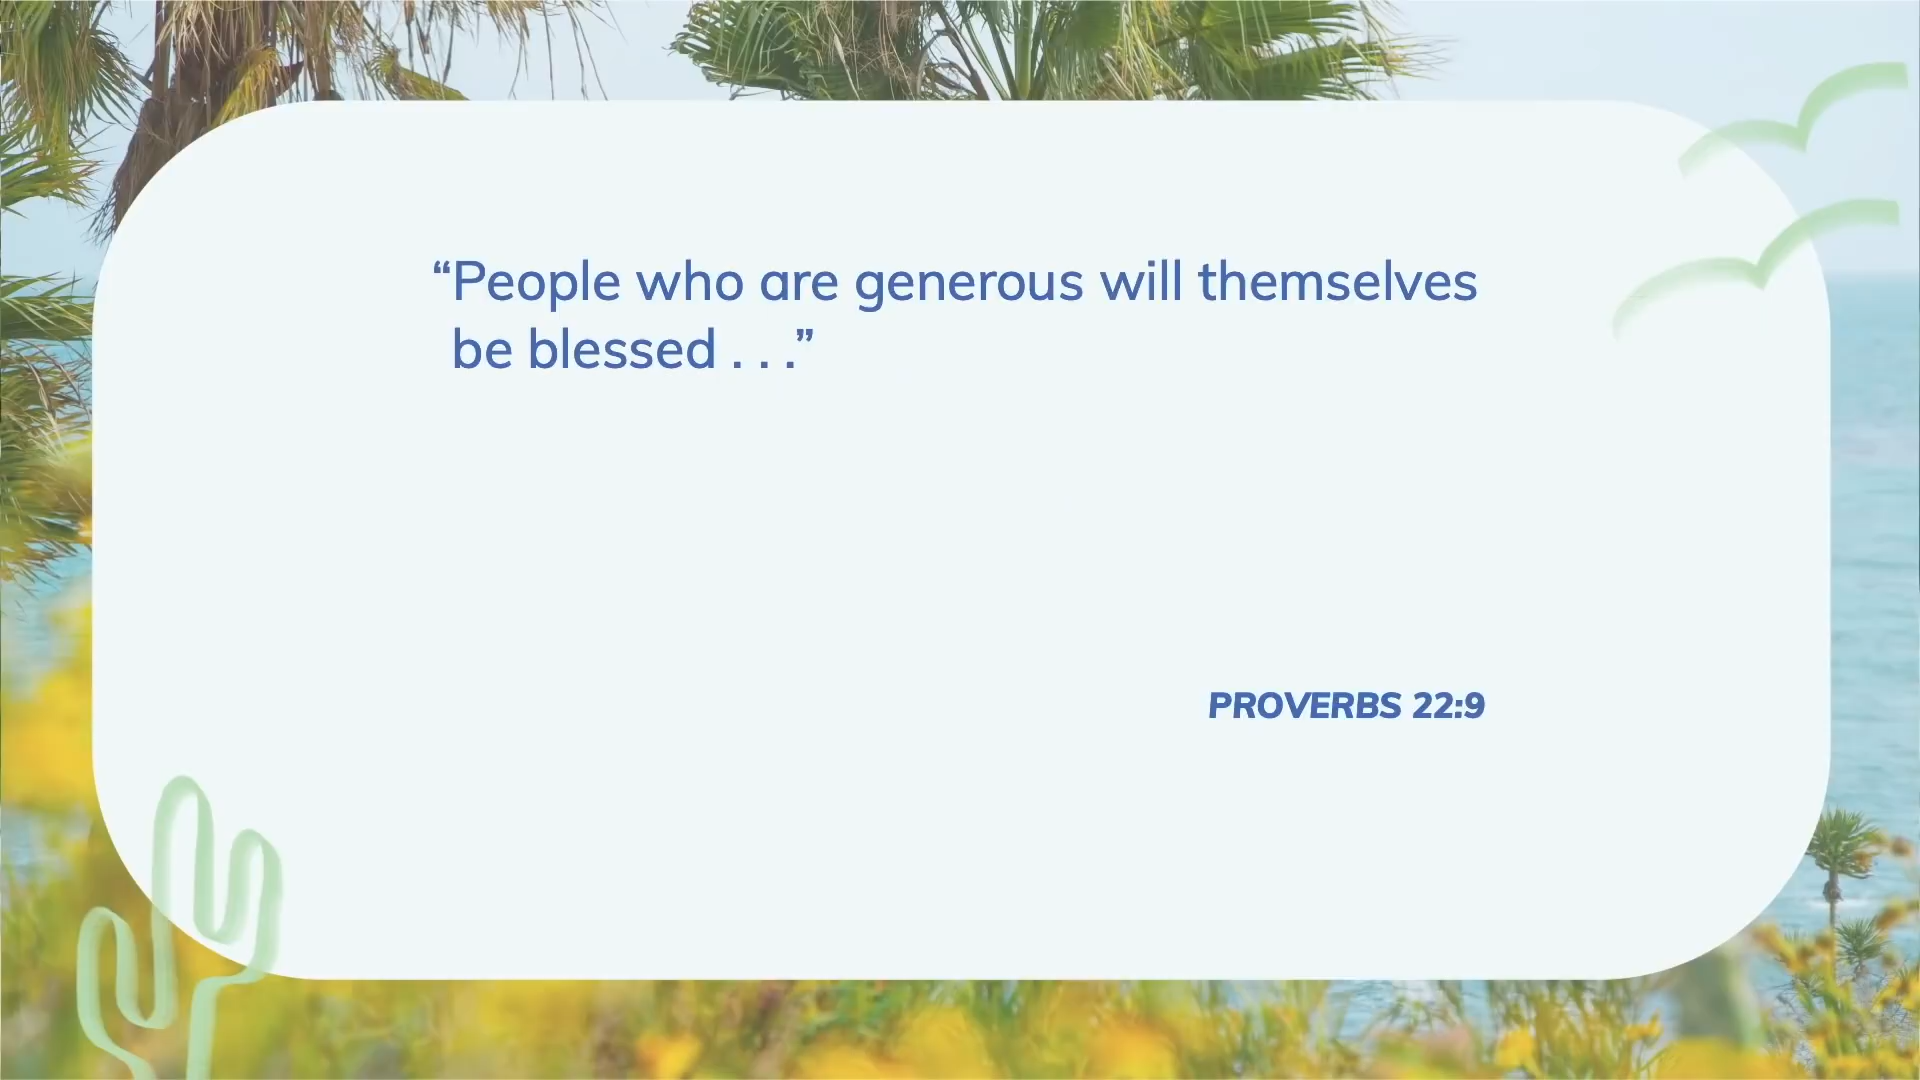 “People who are generous will themselves
be blessed . . .”
PROVERBS 22:9